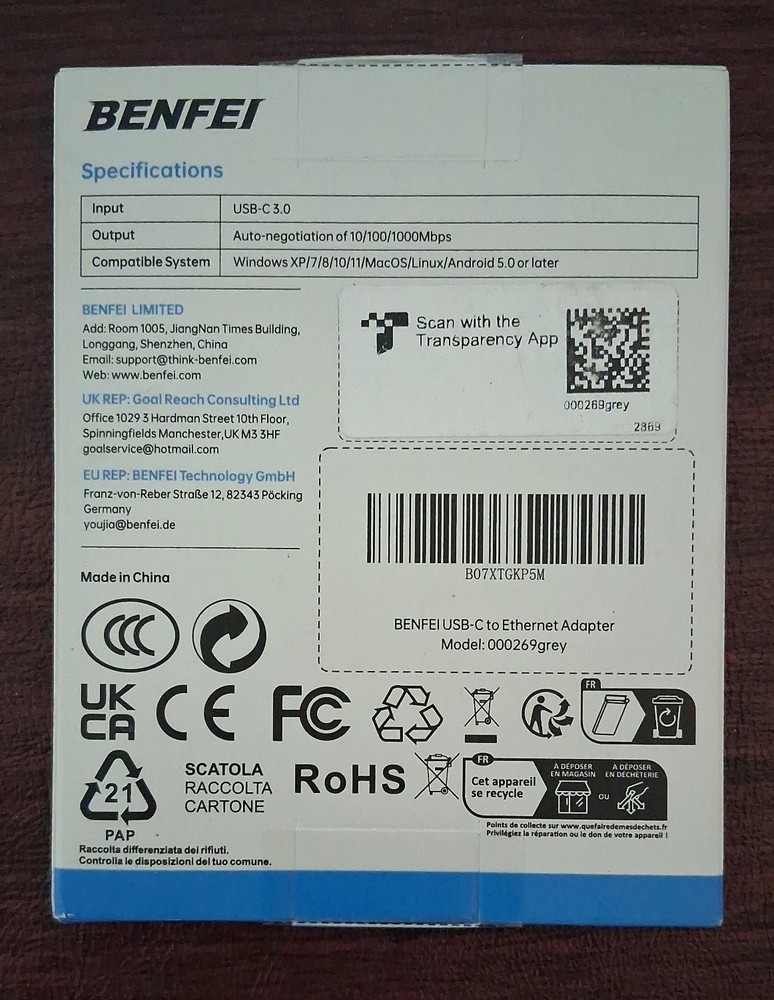 BENFEI
Specifications
Input USB-C 3.0
Output Auto-negotiation of 10/100/1000Mbps
Compatible System Windows XP/7/8/10/11/MacOS/Linux/Android 5.0 or later
BENFEI LIMITED
Add: Room 1005, JiangNan Times Building,
Longgang, Shenzhen, China
Email: support@think-benfei.com
Web: www.benfei.com
UK REP: Goal Reach Consulting Ltd
Office 1029 3 Hardman Street 10th Floor,
Spinningfields Manchester,UK M3 3HF
goalservice@hotmail.com
EU REP: BENFEI Technology GmbH
Franz-von-Reber Straße 12, 82343 Pöcking
Germany
youjia@benfei.de
Made in China
Scan with the
Transparency App
000269grey
2869
B07XTGKP5M
BENFEI USB-C to Ethernet Adapter
Model: 000269grey
CCC
UK
CA
CE
FC
FR
21
PAP
SCATOLA
RACCOLTA
CARTONE
RoHS
FR
Cet appareil
se recycle
À DÉPOSER
EN MAGASIN
OU
À DÉPOSER
EN DÉCHÈTERIE
Points de collecte sur www.quefairedemesdechets.fr
Privilégiez la réparation ou le don de votre appareil !
Raccolta differenziata dei rifiuti.
Controlla le disposizioni del tuo comune.